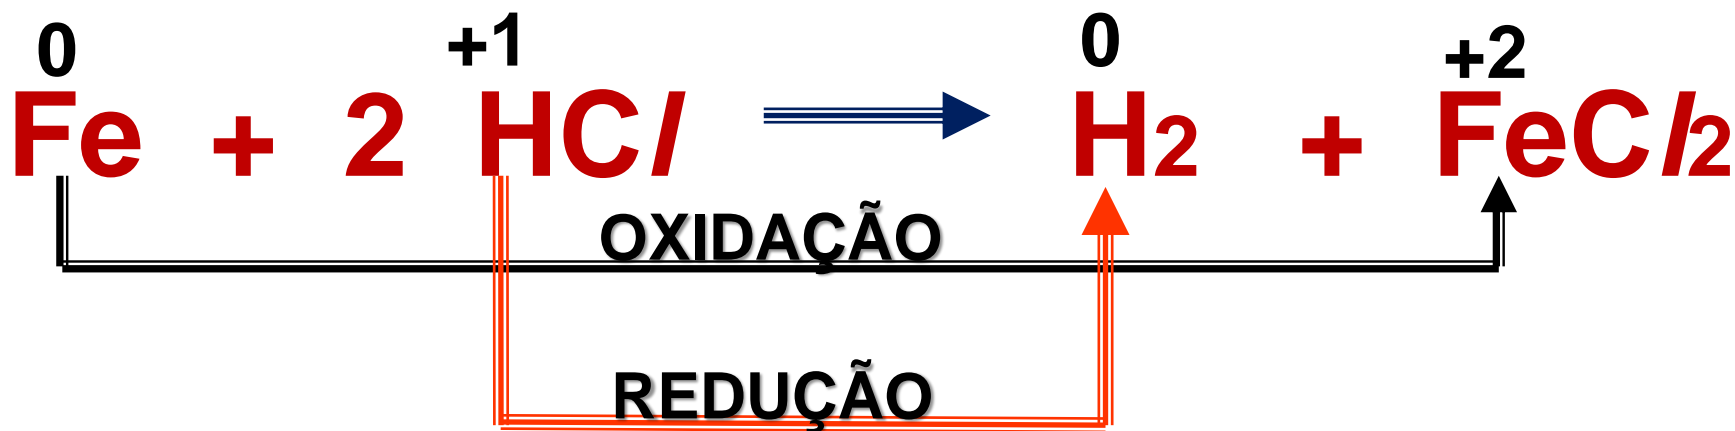 0 +1 0 +2
Fe + 2 HCl H2 + FeCl2
OXIDAÇÃO
REDUÇÃO